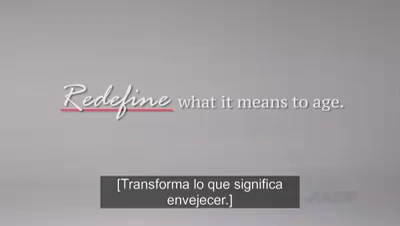 Redefine what it means to age.
[Transforma lo que significa
envejecer.]